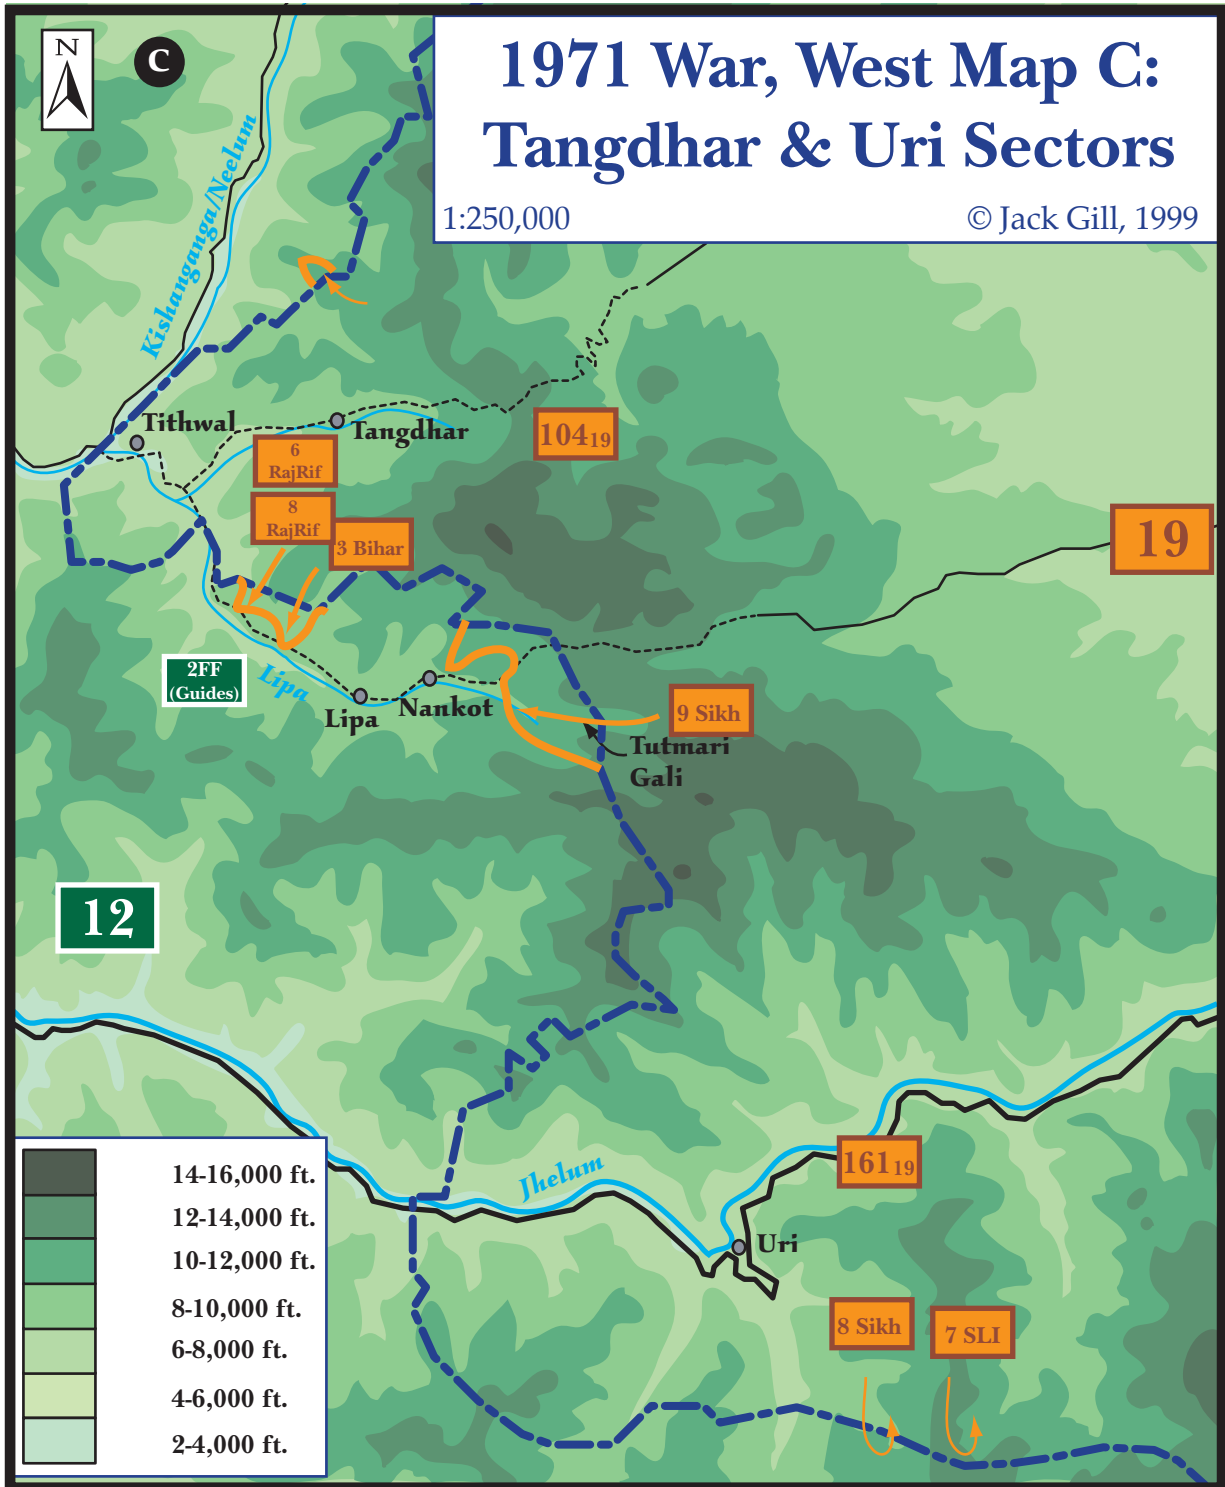 N
C
1971 War, West Map C:
Tangdhar & Uri Sectors
1:250,000
© Jack Gill, 1999
Kishanganga/Neelum
Tithwal
Tangdhar
104 19
6
RajRif
8
RajRif
3 Bihar
19
2FF
(Guides)
Lipa
Lipa
Nankot
9 Sikh
Tutmari
Gali
12
14-16,000 ft.
12-14,000 ft.
10-12,000 ft.
8-10,000 ft.
6-8,000 ft.
4-6,000 ft.
2-4,000 ft.
Jhelum
161 19
Uri
8 Sikh
7 SLI